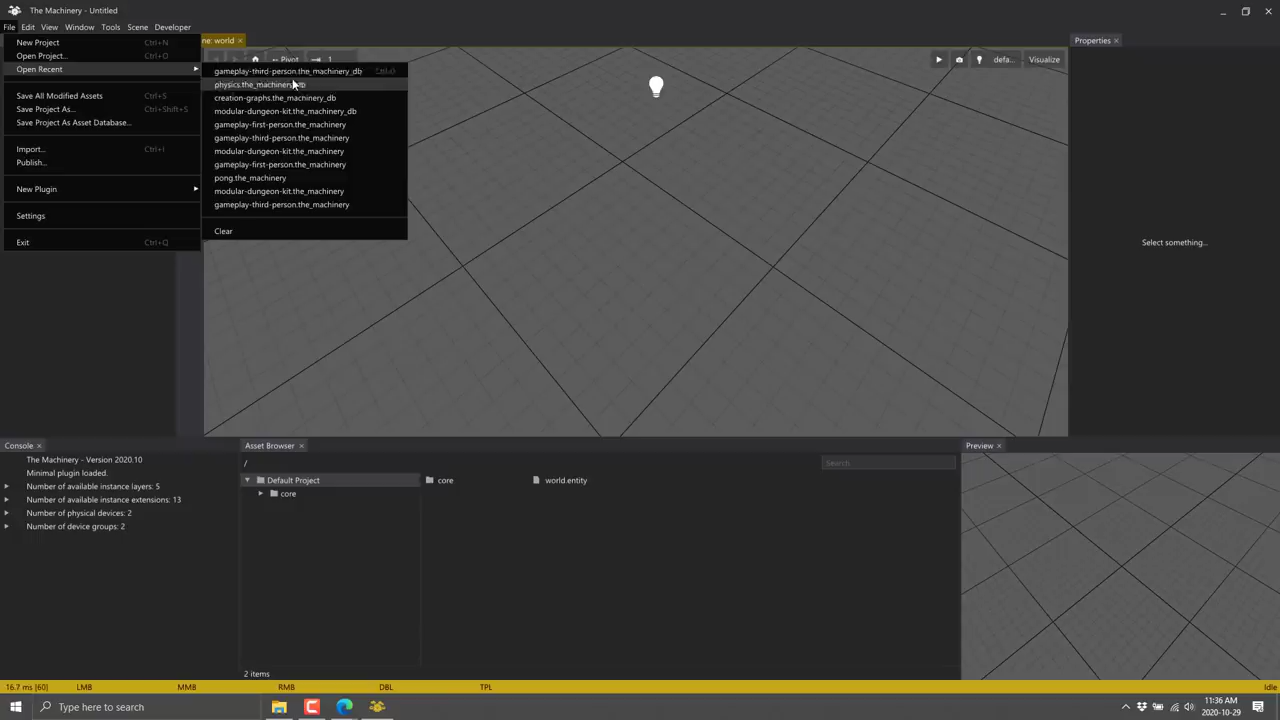 The Machinery - Untitled
File Edit View Window Tools Scene Developer
New Project Ctrl+N
Open Project... Ctrl+O
Open Recent
Save All Modified Assets Ctrl+S
Save Project As... Ctrl+Shift+S
Save Project As Asset Database...
Import... Ctrl+I
Publish...
New Plugin
Settings
Exit Ctrl+Q
ne: world
Pivot 1
gameplay-third-person.the_machinery_db
physics.the_machinery_db
creation-graphs.the_machinery_db
modular-dungeon-kit.the_machinery_db
gameplay-first-person.the_machinery
gameplay-third-person.the_machinery
modular-dungeon-kit.the_machinery
gameplay-first-person.the_machinery
pong.the_machinery
modular-dungeon-kit.the_machinery
gameplay-third-person.the_machinery
Clear
defa... Visualize
Properties
Select something...
Console
The Machinery - Version 2020.10
Minimal plugin loaded.
Number of available instance layers: 5
Number of available instance extensions: 13
Number of physical devices: 2
Number of device groups: 2
Asset Browser
/
Search
Default Project
core
core
world.entity
2 items
Preview
16.7 ms [60] LMB MMB RMB DBL TPL Idle
Type here to search
11:36 AM
2020-10-29